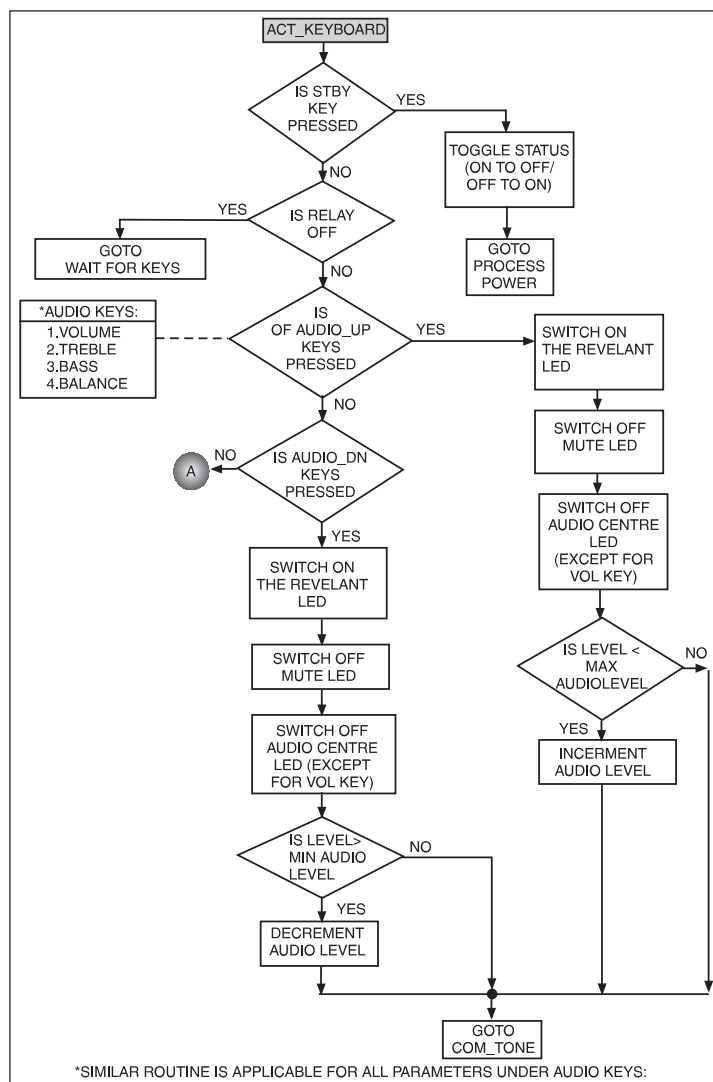 ACT_KEYBOARD
IS STBY
KEY
PRESSED
YES
TOGGLE STATUS
(ON TO OFF/
OFF TO ON)
NO
YES
IS RELAY
OFF
GOTO
WAIT FOR KEYS
GOTO
PROCESS
POWER
NO
*AUDIO KEYS:
1.VOLUME
2.TREBLE
3.BASS
4.BALANCE
IS
OF AUDIO_UP
KEYS
PRESSED
YES
SWITCH ON
THE REVELANT
LED
NO
SWITCH OFF
MUTE LED
A
NO
IS AUDIO_DN
KEYS
PRESSED
SWITCH OFF
AUDIO CENTRE
LED
(EXCEPT FOR
VOL KEY)
YES
SWITCH ON
THE REVELANT
LED
IS LEVEL <
MAX
AUDIOLEVEL
NO
SWITCH OFF
MUTE LED
YES
SWITCH OFF
AUDIO CENTRE
LED (EXCEPT
FOR VOL KEY)
INCERMENT
AUDIO LEVEL
IS LEVEL>
MIN AUDIO
LEVEL
NO
YES
DECREMENT
AUDIO LEVEL
GOTO
COM_TONE
*SIMILAR ROUTINE IS APPLICABLE FOR ALL PARAMETERS UNDER AUDIO KEYS: